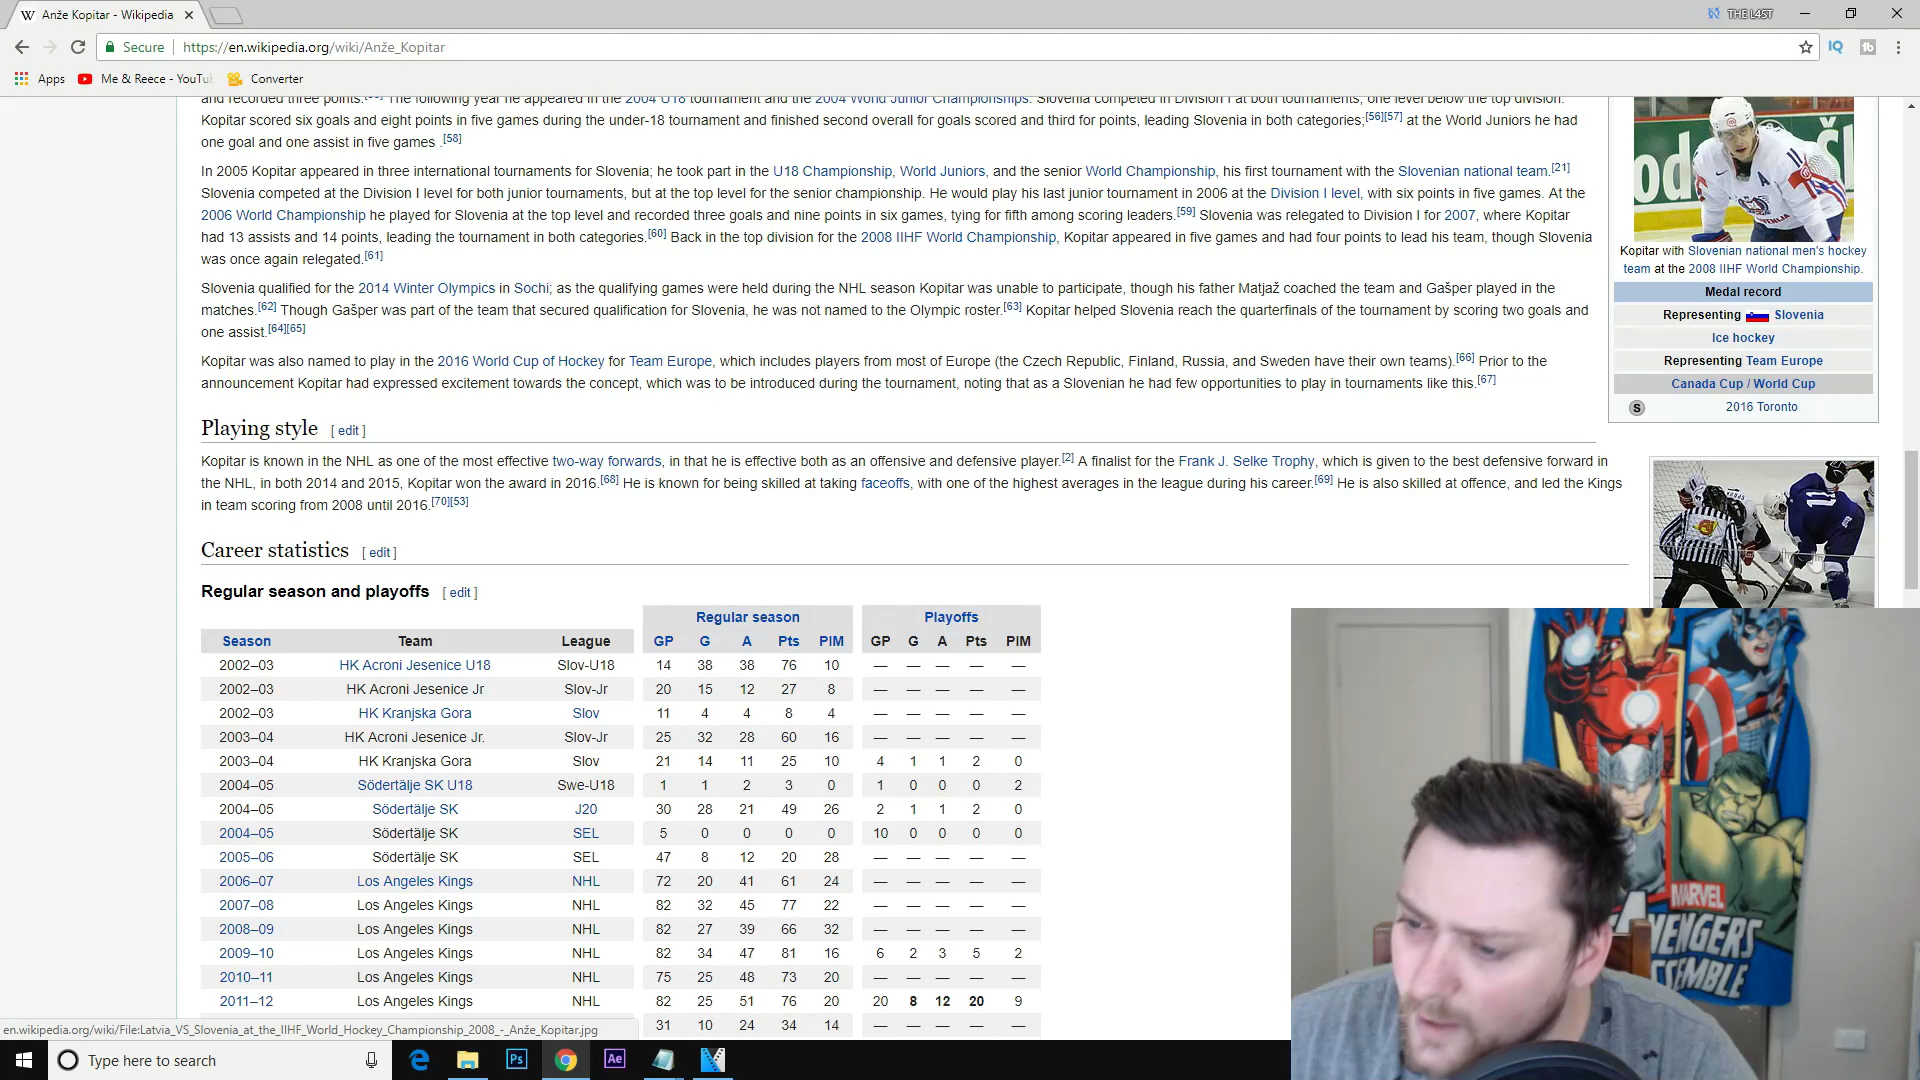 Anže Kopitar - Wikipedia
THE L4ST
Secure
https://en.wikipedia.org/wiki/Anže_Kopitar
IQ
Apps
Me & Reece - YouTu
Converter
and recorded three points. The following year he appeared in the 2004 U18 tournament and the 2004 World Junior Championships. Slovenia competed in Division I at both tournaments, one level below the top division.
Kopitar scored six goals and eight points in five games during the under-18 tournament and finished second overall for goals scored and third for points, leading Slovenia in both categories;[56][57] at the World Juniors he had
one goal and one assist in five games .[58]
In 2005 Kopitar appeared in three international tournaments for Slovenia; he took part in the U18 Championship, World Juniors, and the senior World Championship, his first tournament with the Slovenian national team.[21]
Slovenia competed at the Division I level for both junior tournaments, but at the top level for the senior championship. He would play his last junior tournament in 2006 at the Division I level, with six points in five games. At the
2006 World Championship he played for Slovenia at the top level and recorded three goals and nine points in six games, tying for fifth among scoring leaders.[59] Slovenia was relegated to Division I for 2007, where Kopitar
had 13 assists and 14 points, leading the tournament in both categories.[60] Back in the top division for the 2008 IIHF World Championship, Kopitar appeared in five games and had four points to lead his team, though Slovenia
was once again relegated.[61]
Slovenia qualified for the 2014 Winter Olympics in Sochi; as the qualifying games were held during the NHL season Kopitar was unable to participate, though his father Matjaž coached the team and Gašper played in the
matches.[62] Though Gašper was part of the team that secured qualification for Slovenia, he was not named to the Olympic roster.[63] Kopitar helped Slovenia reach the quarterfinals of the tournament by scoring two goals and
one assist.[64][65]
Kopitar was also named to play in the 2016 World Cup of Hockey for Team Europe, which includes players from most of Europe (the Czech Republic, Finland, Russia, and Sweden have their own teams).[66] Prior to the
announcement Kopitar had expressed excitement towards the concept, which was to be introduced during the tournament, noting that as a Slovenian he had few opportunities to play in tournaments like this.[67]
Kopitar with Slovenian national men's hockey
team at the 2008 IIHF World Championship.
Medal record
Representing Slovenia
Ice hockey
Representing Team Europe
Canada Cup / World Cup
S 2016 Toronto
Playing style [ edit ]
Kopitar is known in the NHL as one of the most effective two-way forwards, in that he is effective both as an offensive and defensive player.[2] A finalist for the Frank J. Selke Trophy, which is given to the best defensive forward in
the NHL, in both 2014 and 2015, Kopitar won the award in 2016.[68] He is known for being skilled at taking faceoffs, with one of the highest averages in the league during his career.[69] He is also skilled at offence, and led the Kings
in team scoring from 2008 until 2016.[70][53]
Career statistics [ edit ]
Regular season and playoffs [ edit ]
Regular season Playoffs
Season Team League GP G A Pts PIM GP G A Pts PIM
2002–03 HK Acroni Jesenice U18 Slov-U18 14 38 38 76 10 — — — — —
2002–03 HK Acroni Jesenice Jr Slov-Jr 20 15 12 27 8 — — — — —
2002–03 HK Kranjska Gora Slov 11 4 4 8 4 — — — — —
2003–04 HK Acroni Jesenice Jr. Slov-Jr 25 32 28 60 16 — — — — —
2003–04 HK Kranjska Gora Slov 21 14 11 25 10 4 1 1 2 0
2004–05 Södertälje SK U18 Swe-U18 1 1 2 3 0 1 0 0 0 2
2004–05 Södertälje SK J20 30 28 21 49 26 2 1 1 2 0
2004–05 Södertälje SK SEL 5 0 0 0 0 10 0 0 0 0
2005–06 Södertälje SK SEL 47 8 12 20 28 — — — — —
2006–07 Los Angeles Kings NHL 72 20 41 61 24 — — — — —
2007–08 Los Angeles Kings NHL 82 32 45 77 22 — — — — —
2008–09 Los Angeles Kings NHL 82 27 39 66 32 — — — — —
2009–10 Los Angeles Kings NHL 82 34 47 81 16 6 2 3 5 2
2010–11 Los Angeles Kings NHL 75 25 48 73 20 — — — — —
2011–12 Los Angeles Kings NHL 82 25 51 76 20 20 8 12 20 9
31 10 24 34 14 — — — — —
en.wikipedia.org/wiki/File:Latvia_VS_Slovenia_at_the_IIHF_World_Hockey_Championship_2008_-_Anže_Kopitar.jpg
MARVEL
Type here to search
Ps
Ae